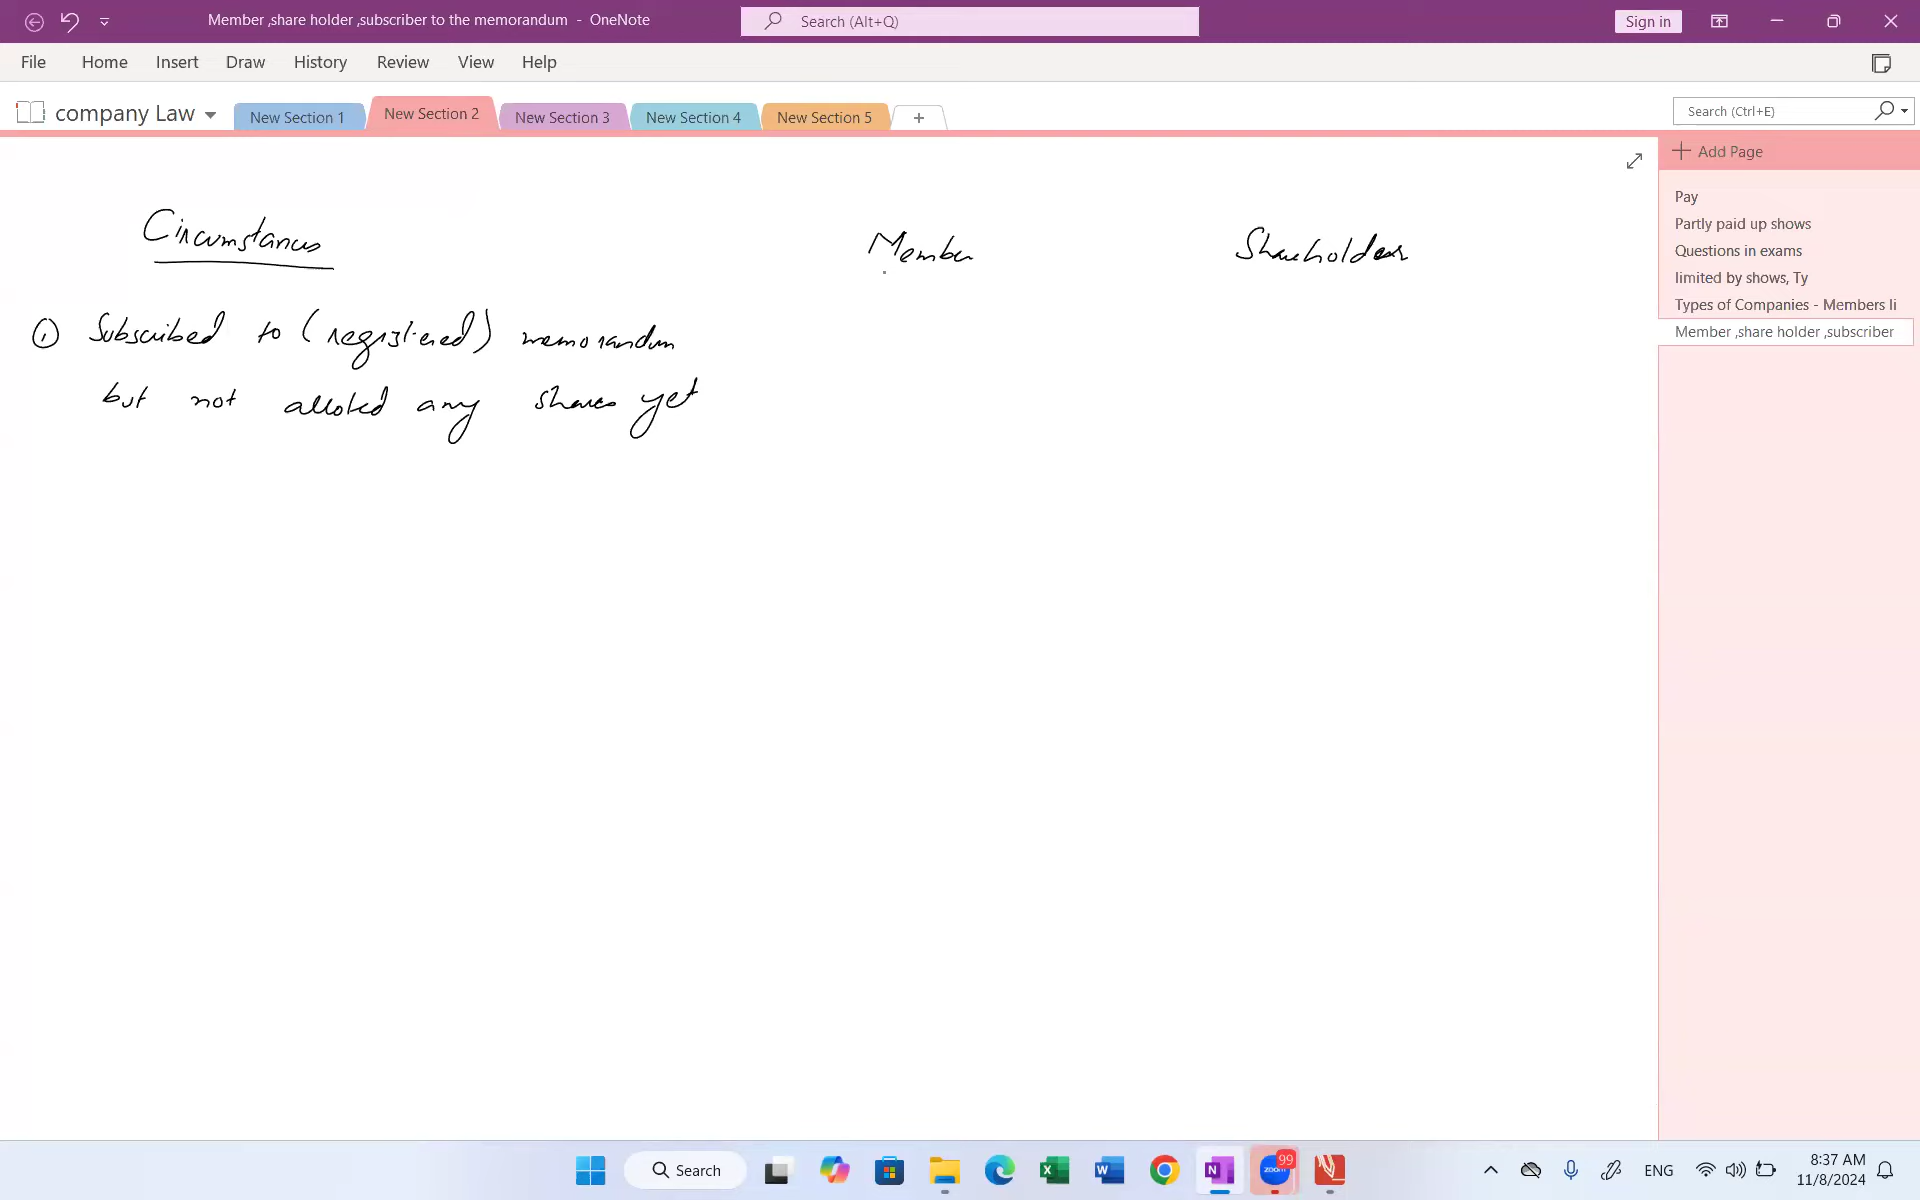 Member ,share holder ,subscriber to the memorandum - OneNote
Search (Alt+Q)
Sign in
File Home Insert Draw History Review View Help
company Law New Section 1 New Section 2 New Section 3 New Section 4 New Section 5 +
Search (Ctrl+E)
Add Page
Pay
Partly paid up shows
Questions in exams
limited by shows, Ty
Types of Companies - Members li
Member ,share holder ,subscriber
Circumstances Member Shareholder
① Subscribed to (registered) memorandum
but not alloted any shares yet
Search
99
zoom
ENG
8:37 AM
11/8/2024